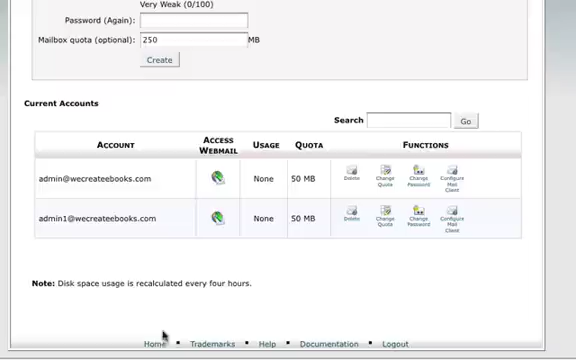 Very Weak (0/100)
Password (Again):
Mailbox quota (optional): 250 MB
Create
Current Accounts
Search Go
ACCOUNT ACCESS WEBMAIL USAGE QUOTA FUNCTIONS
admin@wecreateebooks.com None 50 MB Delete Change Quota Change Password Configure Mail Client
admin1@wecreateebooks.com None 50 MB Delete Change Quota Change Password Configure Mail Client
Note: Disk space usage is recalculated every four hours.
Home ▪ Trademarks ▪ Help ▪ Documentation ▪ Logout